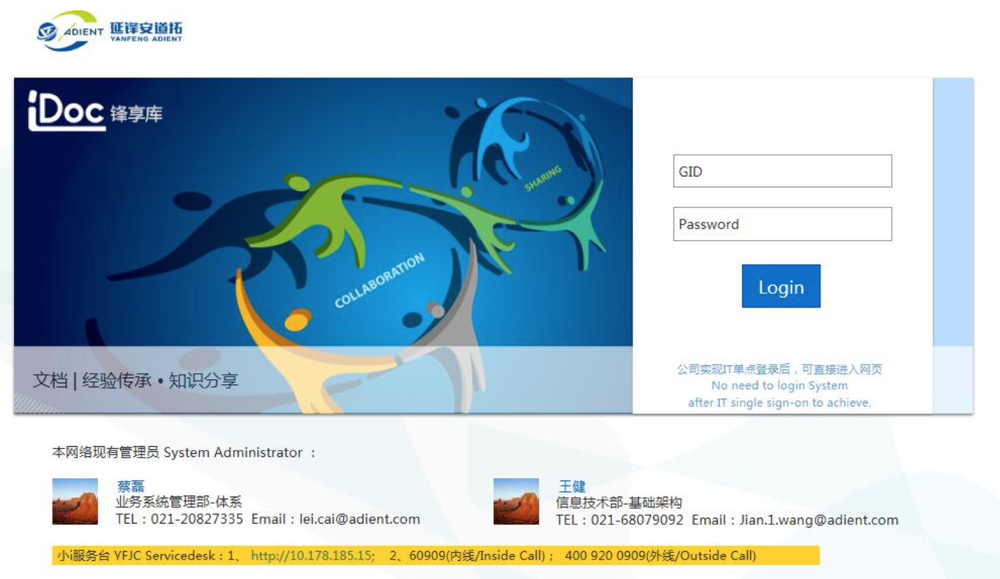 ADIENT 延锋安道拓
YANFENG ADIENT
iDoc 锋享库
SHARING
COLLABORATION
文档 | 经验传承 • 知识分享
GID
Password
Login
公司实现IT单点登录后，可直接进入网页
No need to login System
after IT single sign-on to achieve.
本网络现有管理员 System Administrator ：
蔡磊
业务系统管理部-体系
TEL：021-20827335 Email：lei.cai@adient.com
王健
信息技术部-基础架构
TEL：021-68079092 Email：Jian.1.wang@adient.com
小i服务台 YFJC Servicedesk：1、 http://10.178.185.15; 2、60909(内线/Inside Call)； 400 920 0909(外线/Outside Call)